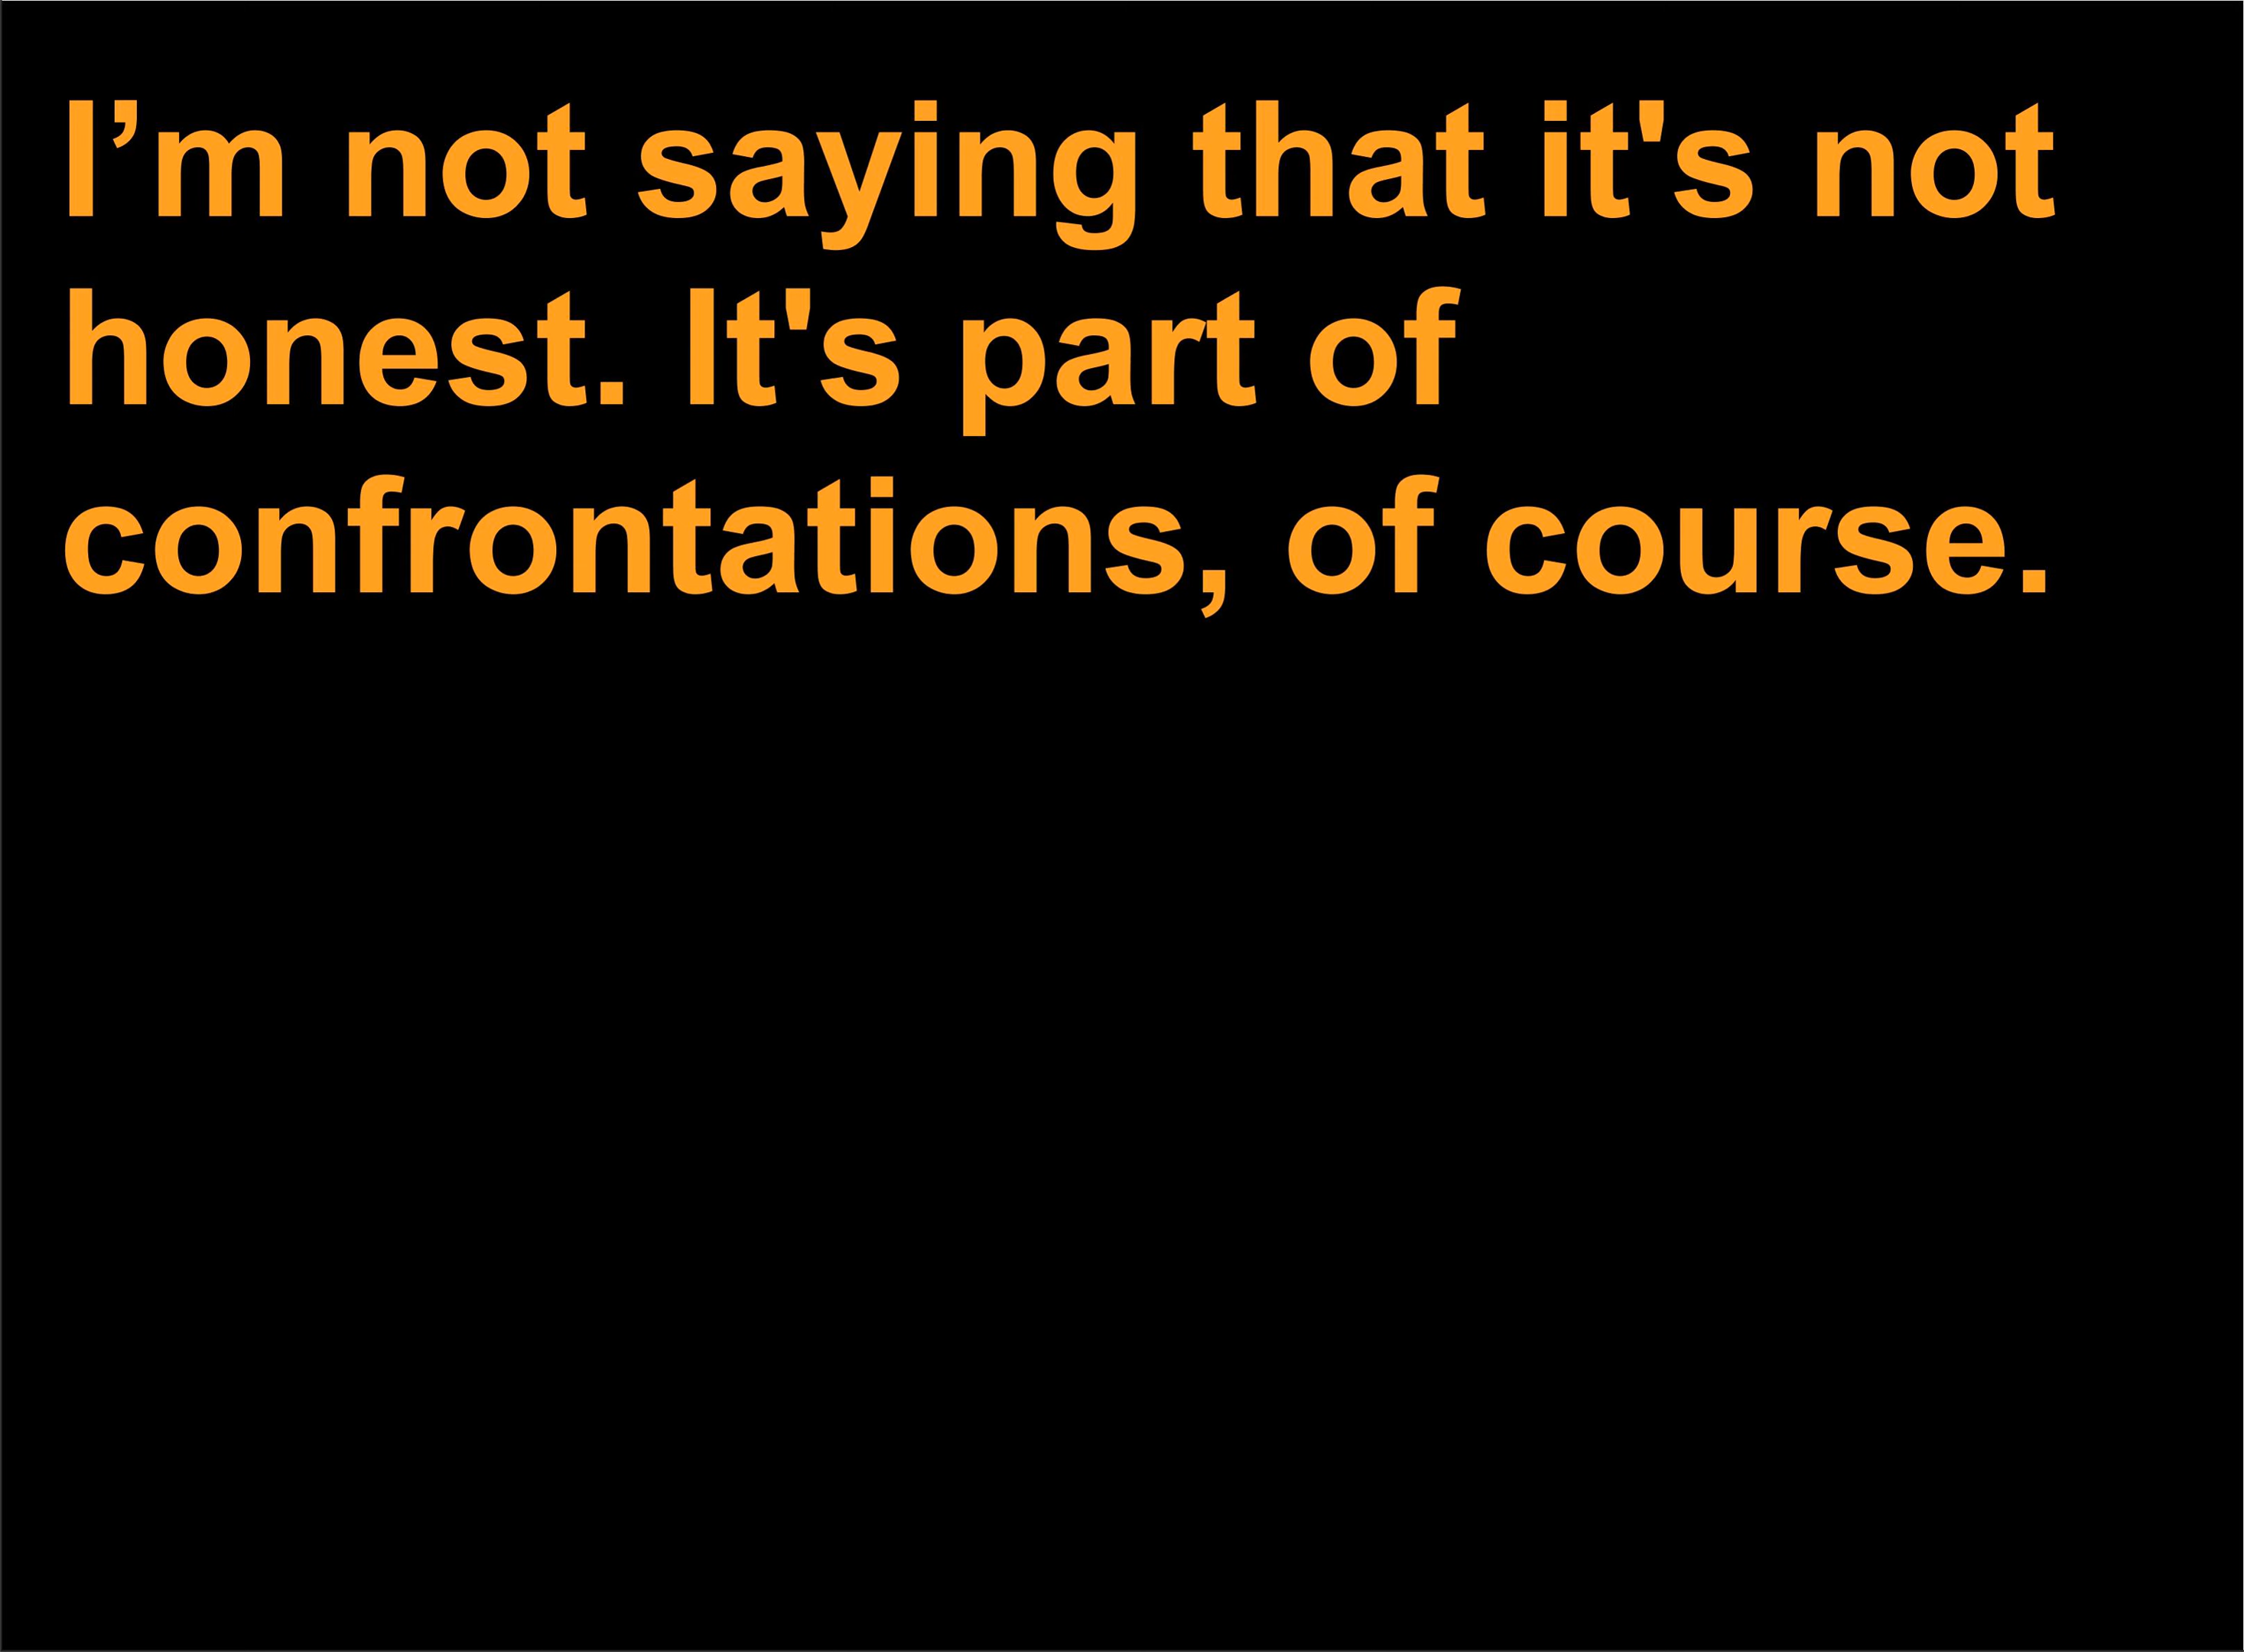 I’m not saying that it's not
honest. It's part of
confrontations, of course.